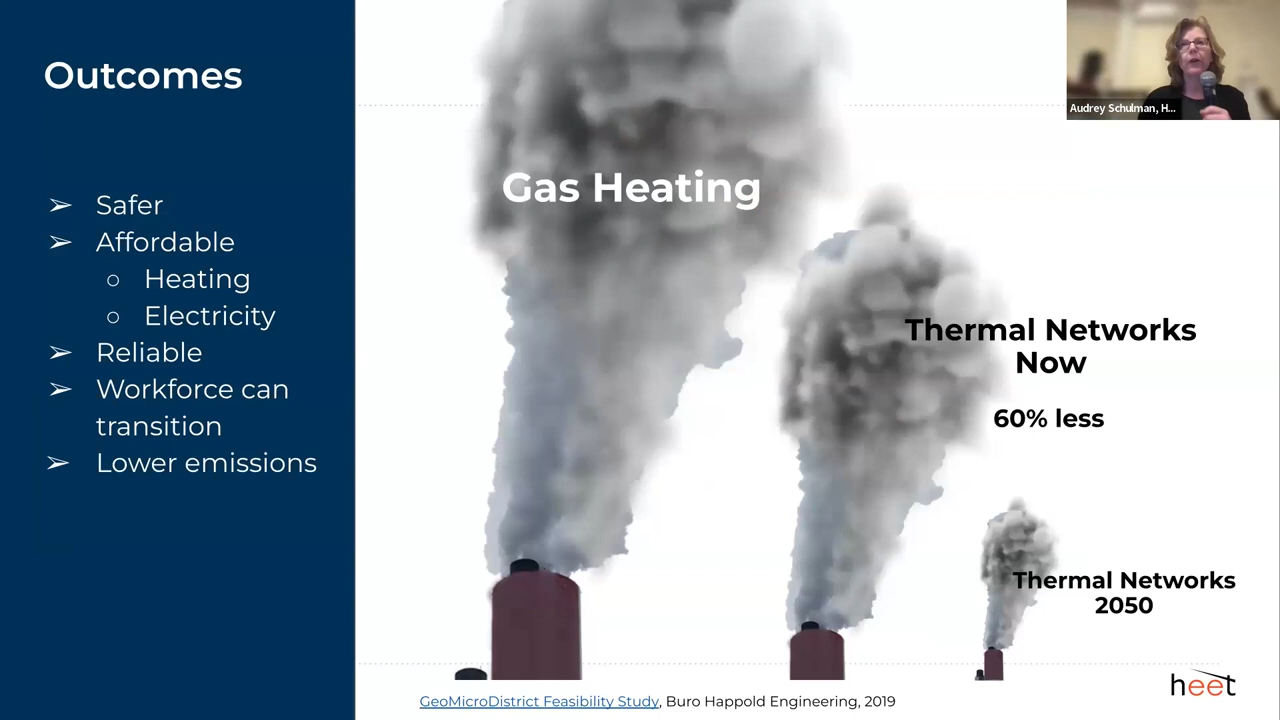 Outcomes
➢ Safer
➢ Affordable
○ Heating
○ Electricity
➢ Reliable
➢ Workforce can
transition
➢ Lower emissions
Gas Heating
Thermal Networks
Now
60% less
Thermal Networks
2050
GeoMicroDistrict Feasibility Study, Buro Happold Engineering, 2019
heet
Audrey Schulman, H...